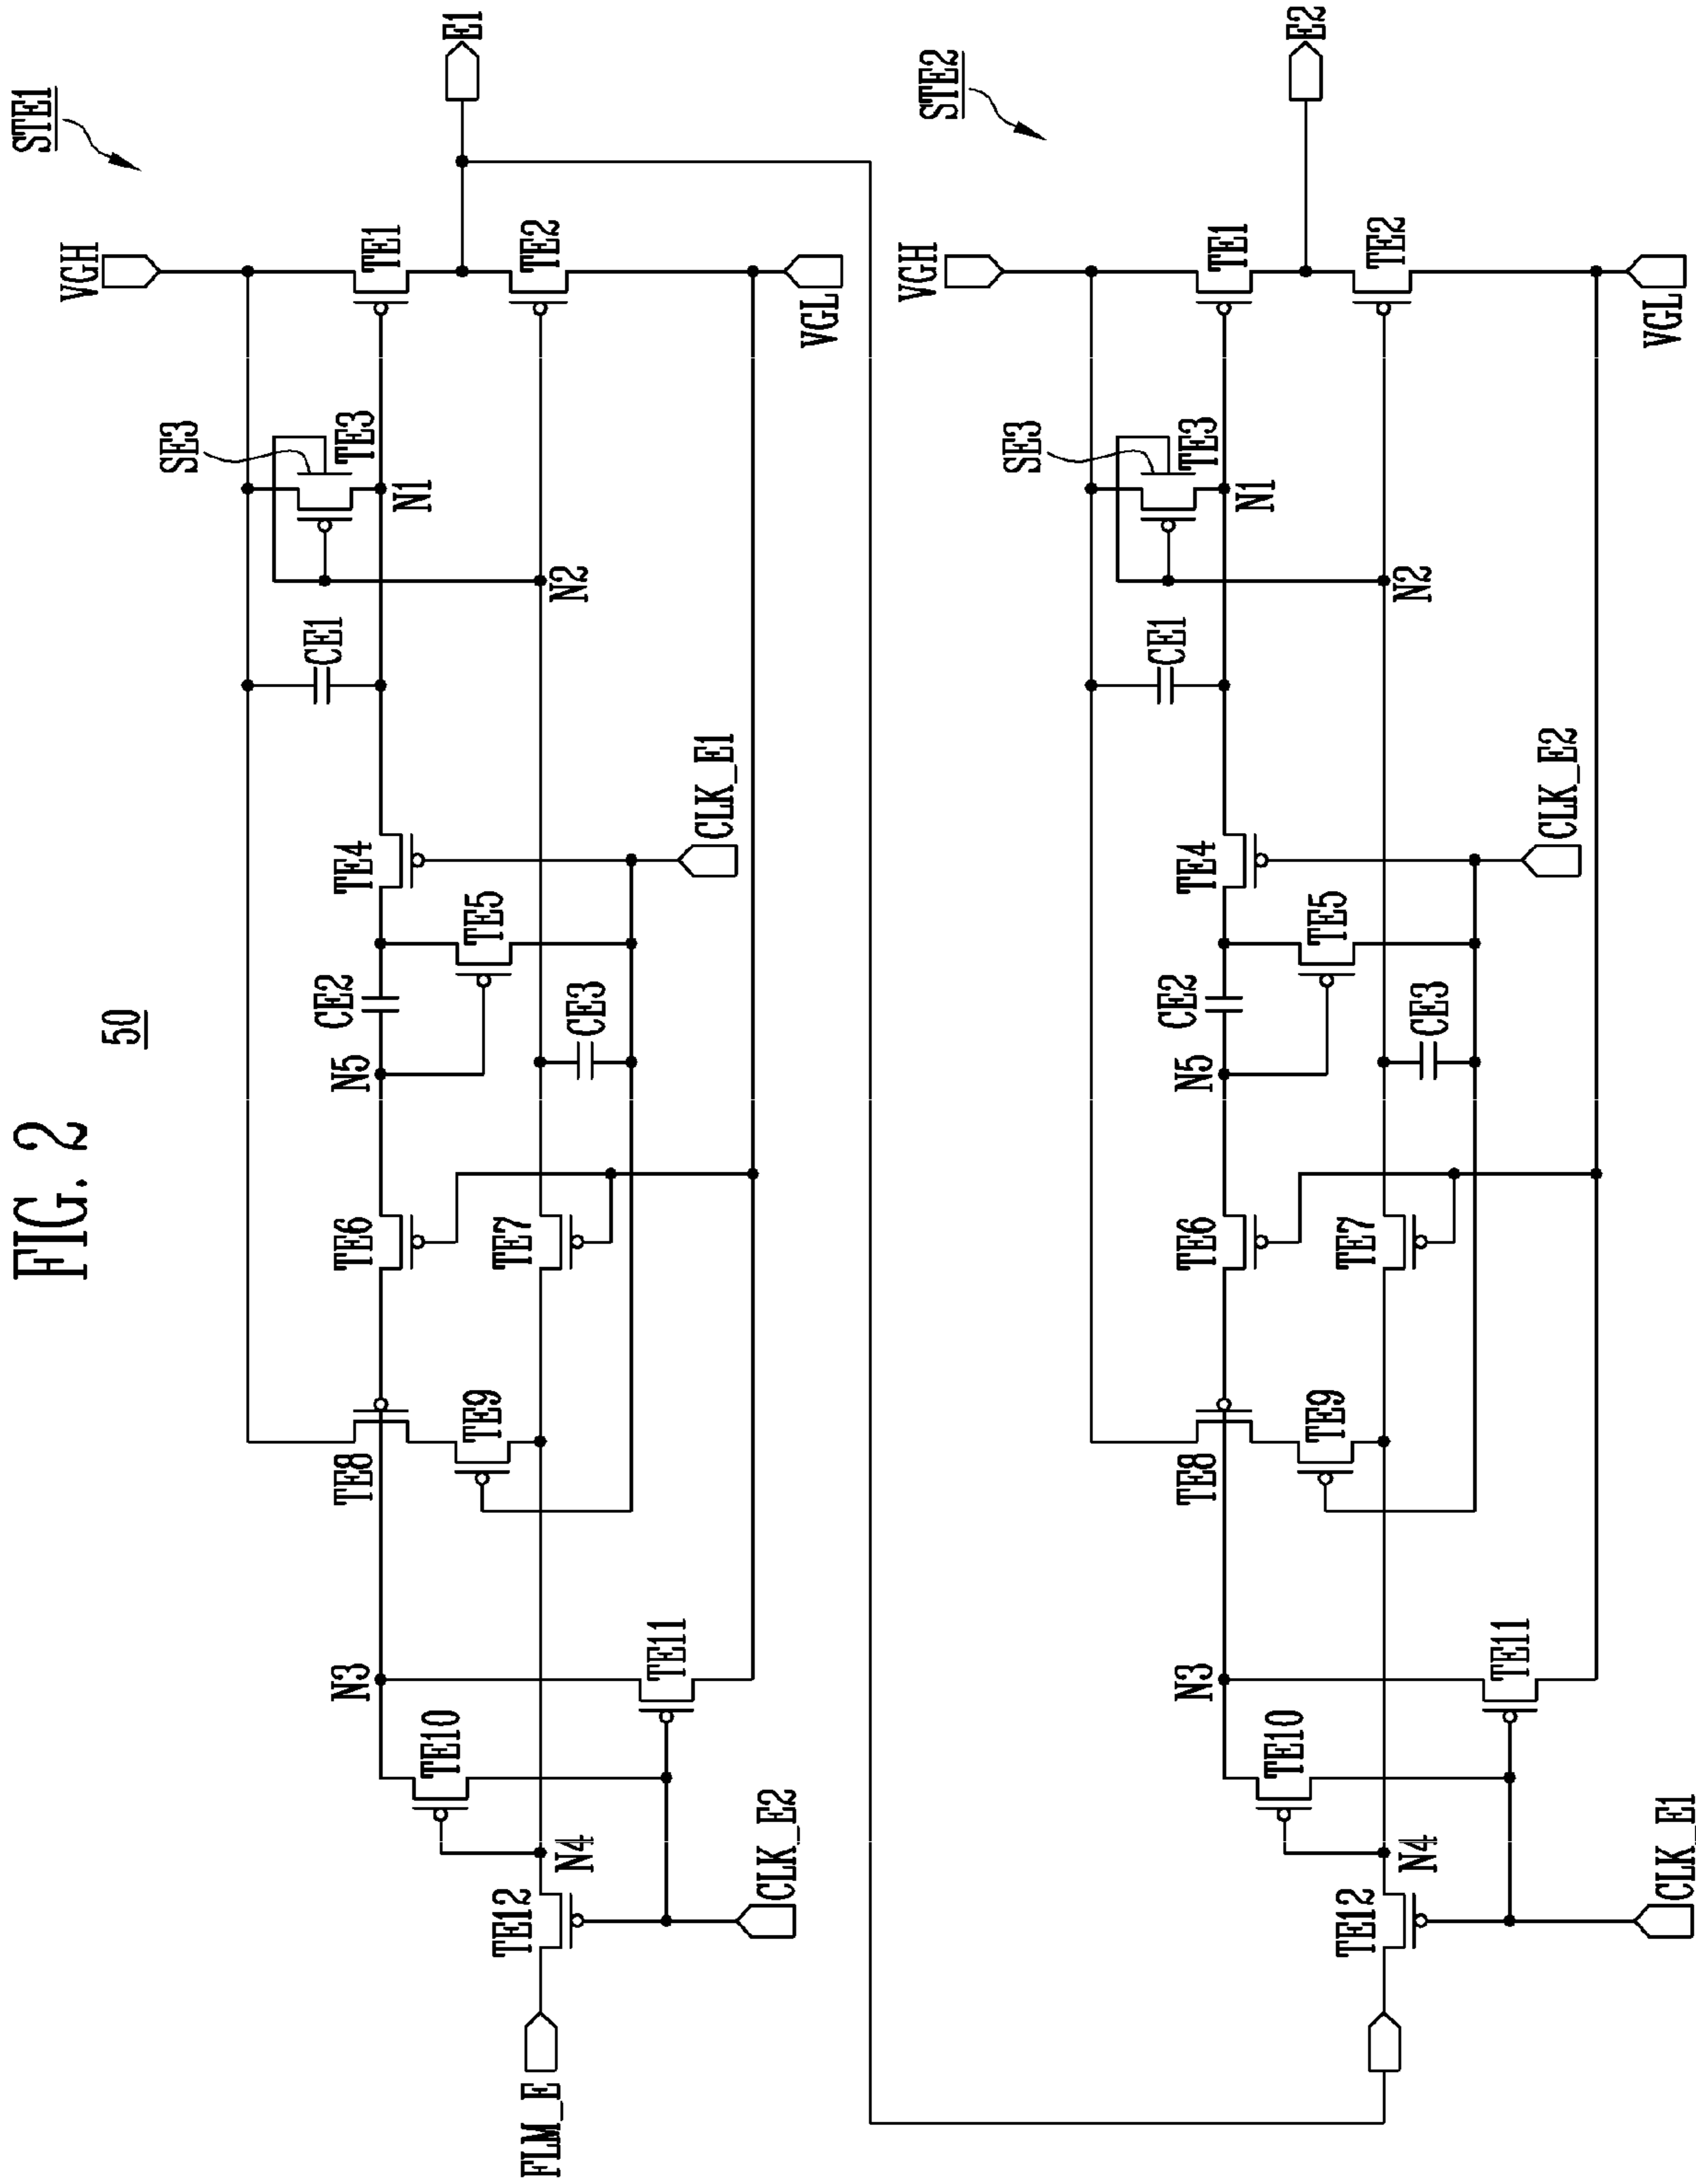 FIG. 2
50
STE1
VGH
E1
SE3
TE1
TE3
N1
TE2
CE1
N2
VGL
TE4
TE5
CLK_E1
CE2
N5
CE3
TE6
TE7
TE8
TE9
N3
TE10
TE11
N4
TE12
CLK_E2
FLM_E
STE2
VGH
E2
SE3
TE1
TE3
N1
TE2
CE1
N2
VGL
TE4
TE5
CLK_E2
CE2
N5
CE3
TE6
TE7
TE8
TE9
N3
TE10
TE11
N4
TE12
CLK_E1